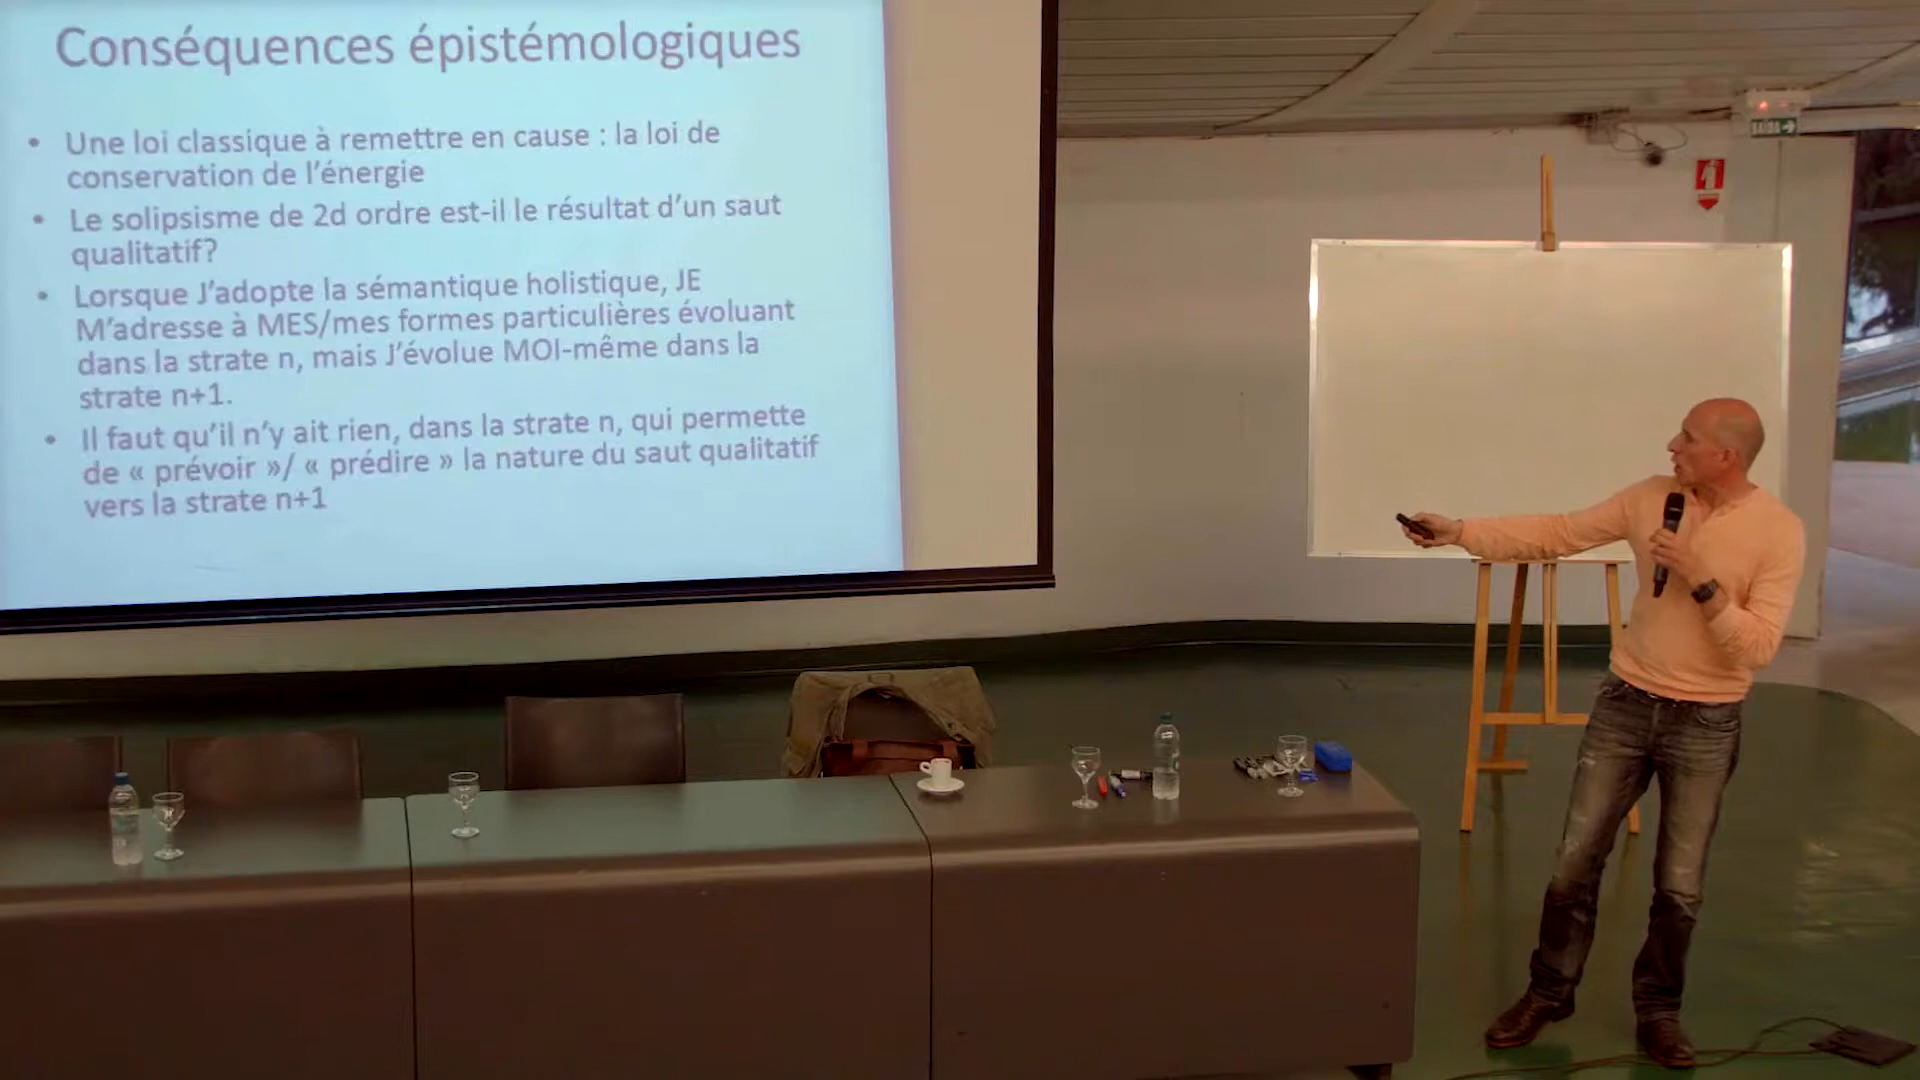 Conséquences épistémologiques
• Une loi classique à remettre en cause : la loi de
conservation de l’énergie
• Le solipsisme de 2d ordre est-il le résultat d’un saut
qualitatif?
• Lorsque J’adopte la sémantique holistique, JE
M’adresse à MES/mes formes particulières évoluant
dans la strate n, mais J’évolue MOI-même dans la
strate n+1.
• Il faut qu’il n’y ait rien, dans la strate n, qui permette
de « prévoir »/ « prédire » la nature du saut qualitatif
vers la strate n+1
SAÍDA